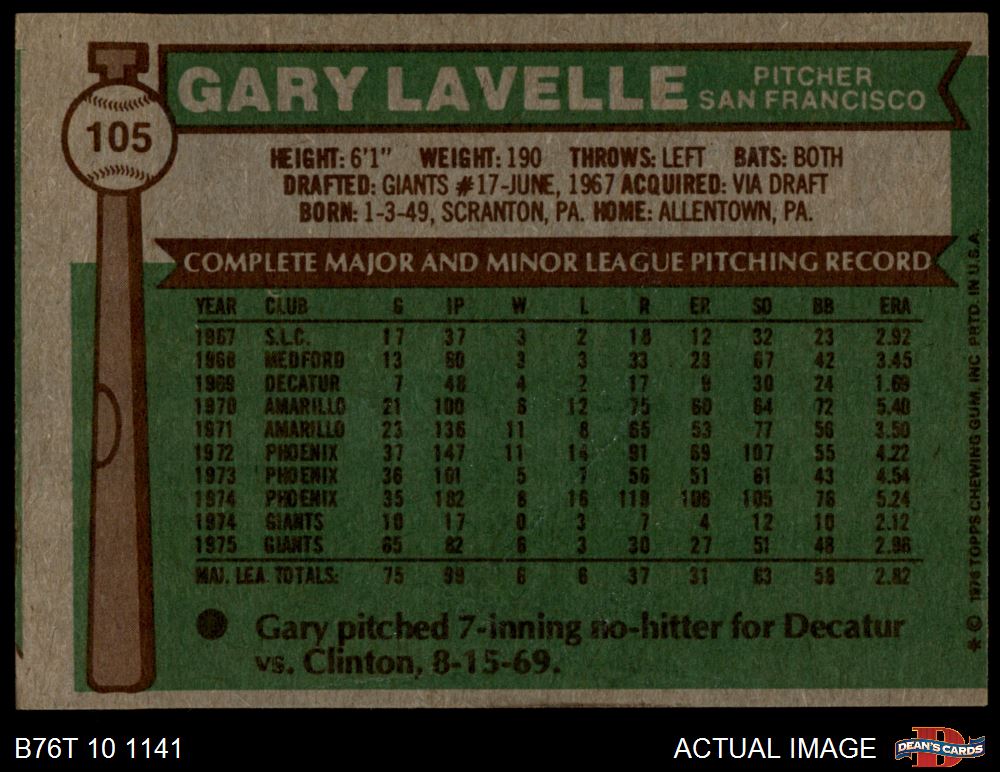 105
GARY LAVELLE
PITCHER
SAN FRANCISCO
HEIGHT: 6'1" WEIGHT: 190 THROWS: LEFT BATS: BOTH
DRAFTED: GIANTS #17-JUNE, 1967 ACQUIRED: VIA DRAFT
BORN: 1-3-49, SCRANTON, PA. HOME: ALLENTOWN, PA.
COMPLETE MAJOR AND MINOR LEAGUE PITCHING RECORD
YEAR CLUB G IP W L R ER SO BB ERA
1967 S.L.C. 17 37 3 2 18 12 32 23 2.92
1968 MEDFORD 13 60 3 3 33 23 67 42 3.45
1969 DECATUR 7 48 4 2 17 9 30 24 1.69
1970 AMARILLO 21 100 8 12 75 60 64 72 5.40
1971 AMARILLO 23 136 11 8 65 53 77 56 3.50
1972 PHOENIX 37 147 11 14 91 69 107 55 4.22
1973 PHOENIX 36 101 5 7 56 51 61 43 4.54
1974 PHOENIX 35 182 8 16 119 106 105 76 5.24
1974 GIANTS 10 17 0 3 7 4 12 10 2.12
1975 GIANTS 65 82 6 3 30 27 51 48 2.96
MAJ. LEA. TOTALS: 75 99 6 6 37 31 63 58 2.82
Gary pitched 7-inning no-hitter for Decatur
vs. Clinton, 8-15-69.
* © 1976 TOPPS CHEWING GUM, INC. PRTD. IN U.S.A.
B76T 10 1141
ACTUAL IMAGE
D
DEAN'S CARDS